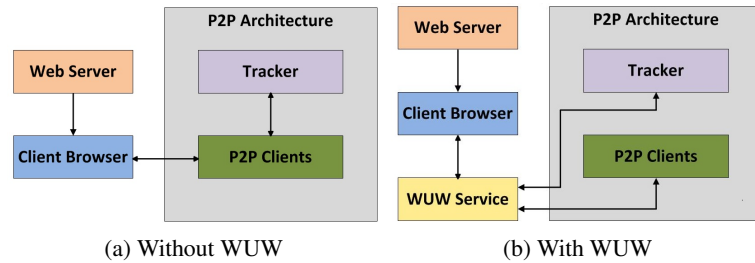 P2P Architecture
Web Server
Tracker
Client Browser
P2P Clients
(a) Without WUW
Web Server
P2P Architecture
Tracker
Client Browser
P2P Clients
WUW Service
(b) With WUW